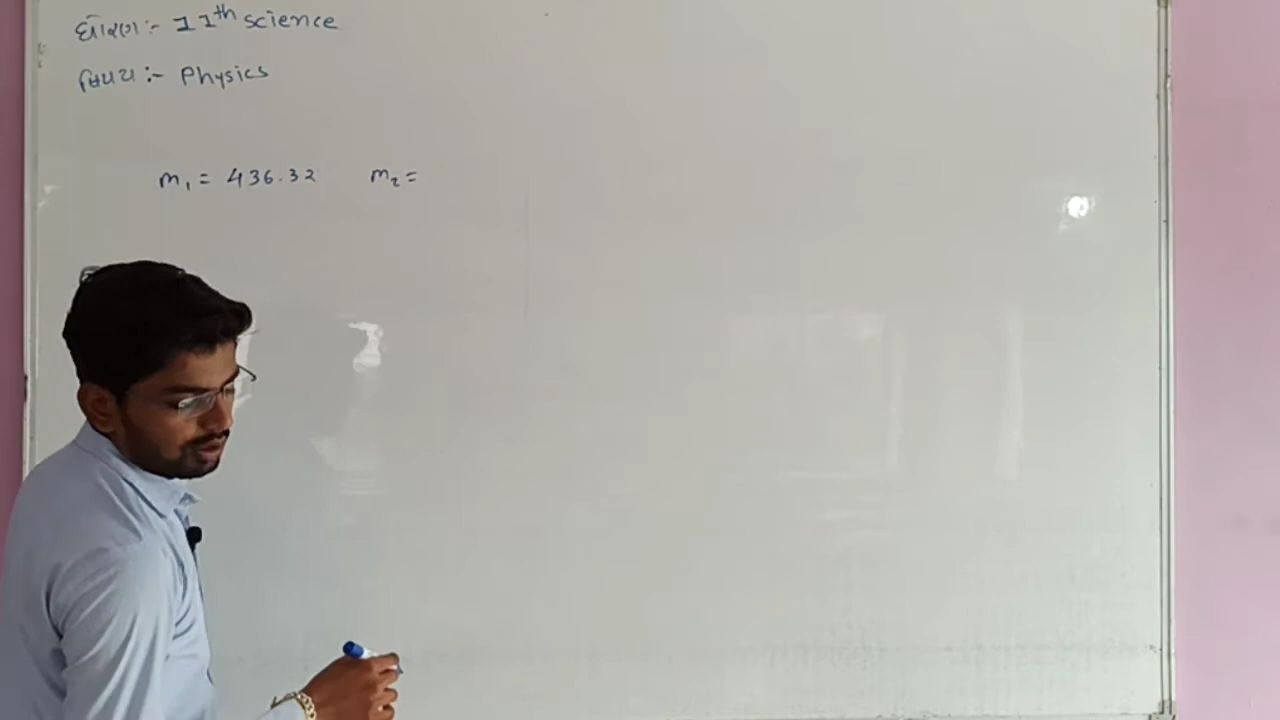 ધોરણ :- 11th science
વિષય :- Physics
m₁ = 436.32 m₂ =